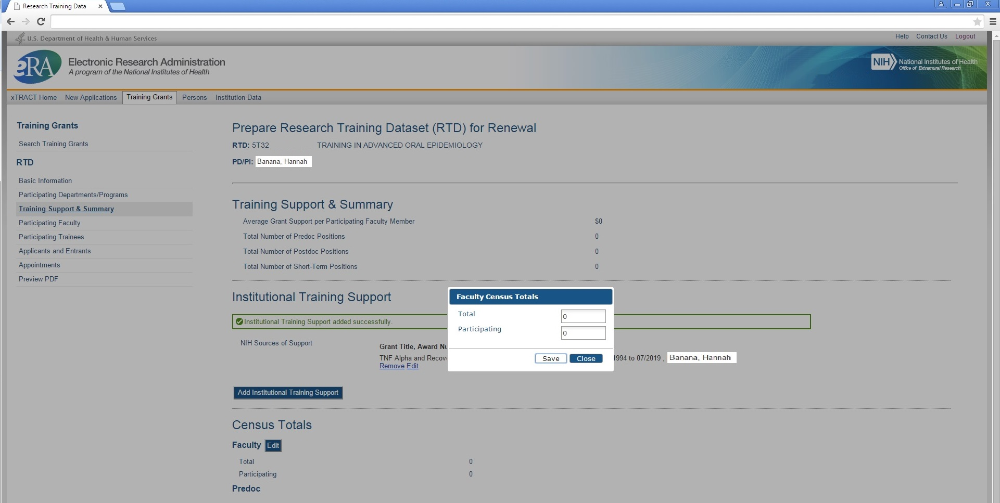 Research Training Data
U.S. Department of Health & Human Services
Help Contact Us Logout
eRA
Electronic Research Administration
A program of the National Institutes of Health
NIH
National Institutes of Health
Office of Extramural Research
xTRACT Home New Applications Training Grants Persons Institution Data
Training Grants
Search Training Grants
RTD
Basic Information
Participating Departments/Programs
Training Support & Summary
Participating Faculty
Participating Trainees
Applicants and Entrants
Appointments
Preview PDF
Prepare Research Training Dataset (RTD) for Renewal
RTD: 5T32 TRAINING IN ADVANCED ORAL EPIDEMIOLOGY
PD/PI: Banana, Hannah
Training Support & Summary
Average Grant Support per Participating Faculty Member $0
Total Number of Predoc Positions 0
Total Number of Postdoc Positions 0
Total Number of Short-Term Positions 0
Institutional Training Support
Institutional Training Support added successfully.
NIH Sources of Support
Grant Title, Award Nu
TNF Alpha and Recove 1994 to 07/2019 , Banana, Hannah
Remove Edit
Add Institutional Training Support
Faculty Census Totals
Total 0
Participating 0
Save Close
Census Totals
Faculty Edit
Total 0
Participating 0
Predoc